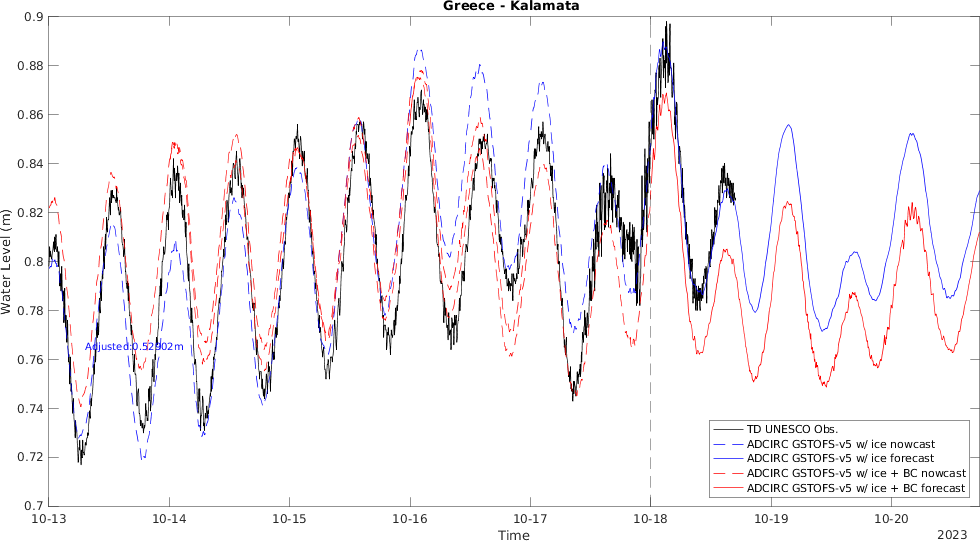 Greece - Kalamata
0.9
0.88
0.86
0.84
0.82
0.8
0.78
0.76
0.74
0.72
0.7
Water Level (m)
Adjusted:0.52902m
TD UNESCO Obs.
ADCIRC GSTOFS-v5 w/ ice nowcast
ADCIRC GSTOFS-v5 w/ ice forecast
ADCIRC GSTOFS-v5 w/ ice + BC nowcast
ADCIRC GSTOFS-v5 w/ ice + BC forecast
10-13 10-14 10-15 10-16 10-17 10-18 10-19 10-20
Time
2023